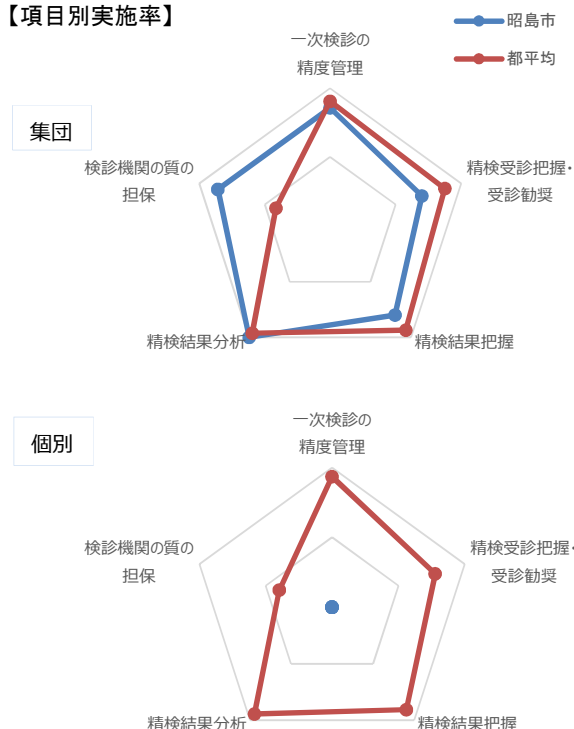 【項目別実施率】
昭島市
都平均
集団
一次検診の
精度管理
検診機関の質の
担保
精検受診把握・
受診勧奨
精検結果分析
精検結果把握
個別
一次検診の
精度管理
検診機関の質の
担保
精検受診把握・
受診勧奨
精検結果分析
精検結果把握